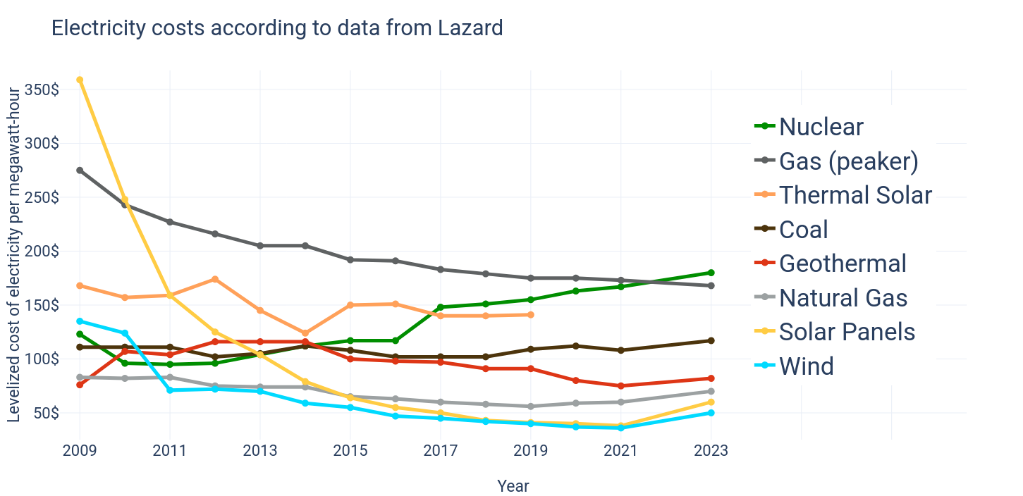 Electricity costs according to data from Lazard
Levelized cost of electricity per megawatt-hour
350$
300$
250$
200$
150$
100$
50$
2009
2011
2013
2015
2017
2019
2021
2023
Year
Nuclear
Gas (peaker)
Thermal Solar
Coal
Geothermal
Natural Gas
Solar Panels
Wind